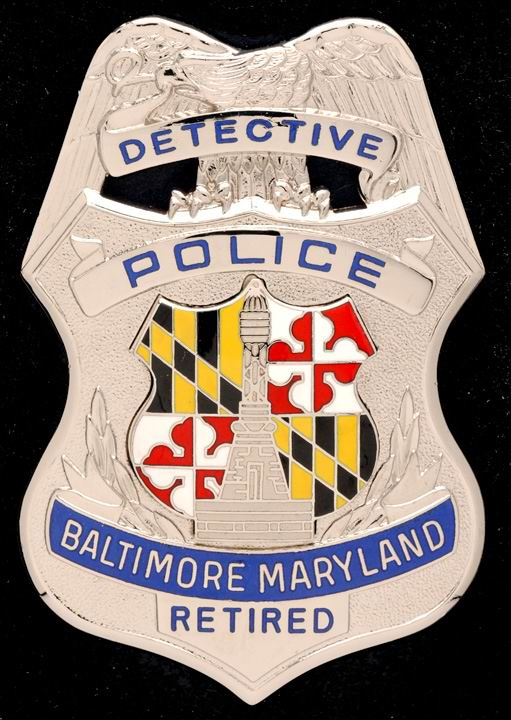 DETECTIVE
POLICE
BALTIMORE MARYLAND
RETIRED